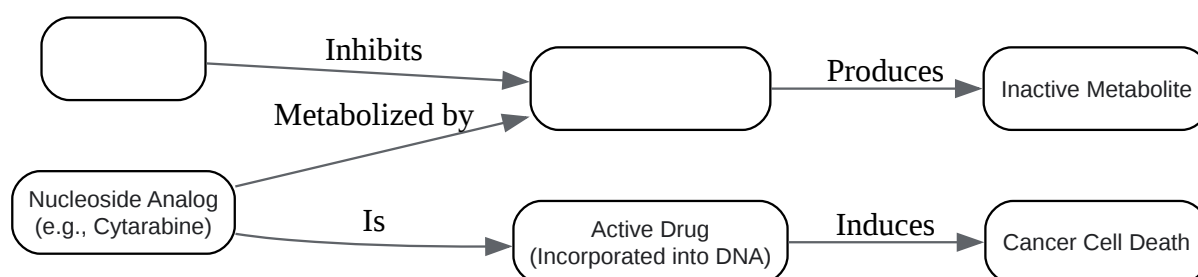 Inhibits
Produces
Inactive Metabolite
Metabolized by
Nucleoside Analog
(e.g., Cytarabine)
Is
Active Drug
(Incorporated into DNA)
Induces
Cancer Cell Death